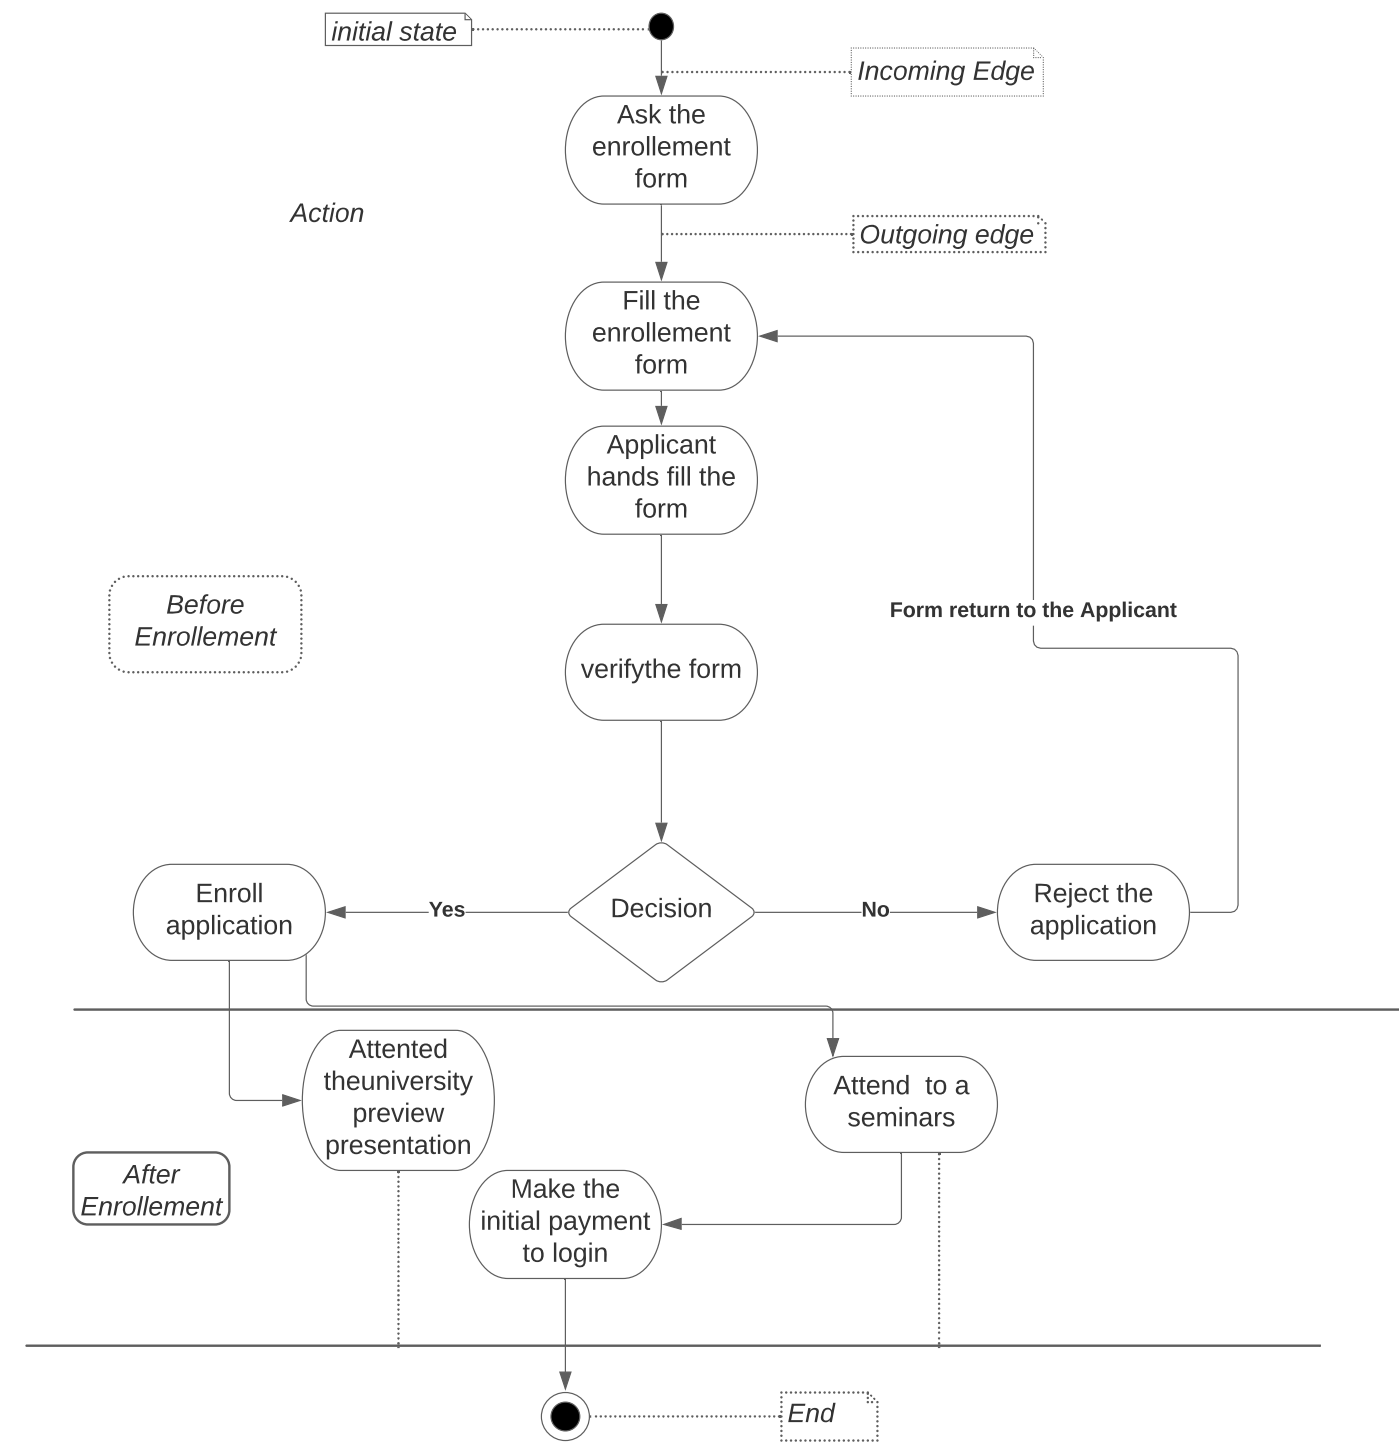 initial state
Incoming Edge
Ask the
enrollement
form
Action
Outgoing edge
Fill the
enrollement
form
Applicant
hands fill the
form
Before
Enrollement
Form return to the Applicant
verifythe form
Enroll
application
Yes
Decision
No
Reject the
application
Attented
theuniversity
preview
presentation
Attend  to a
seminars
After
Enrollement
Make the
initial payment
to login
End